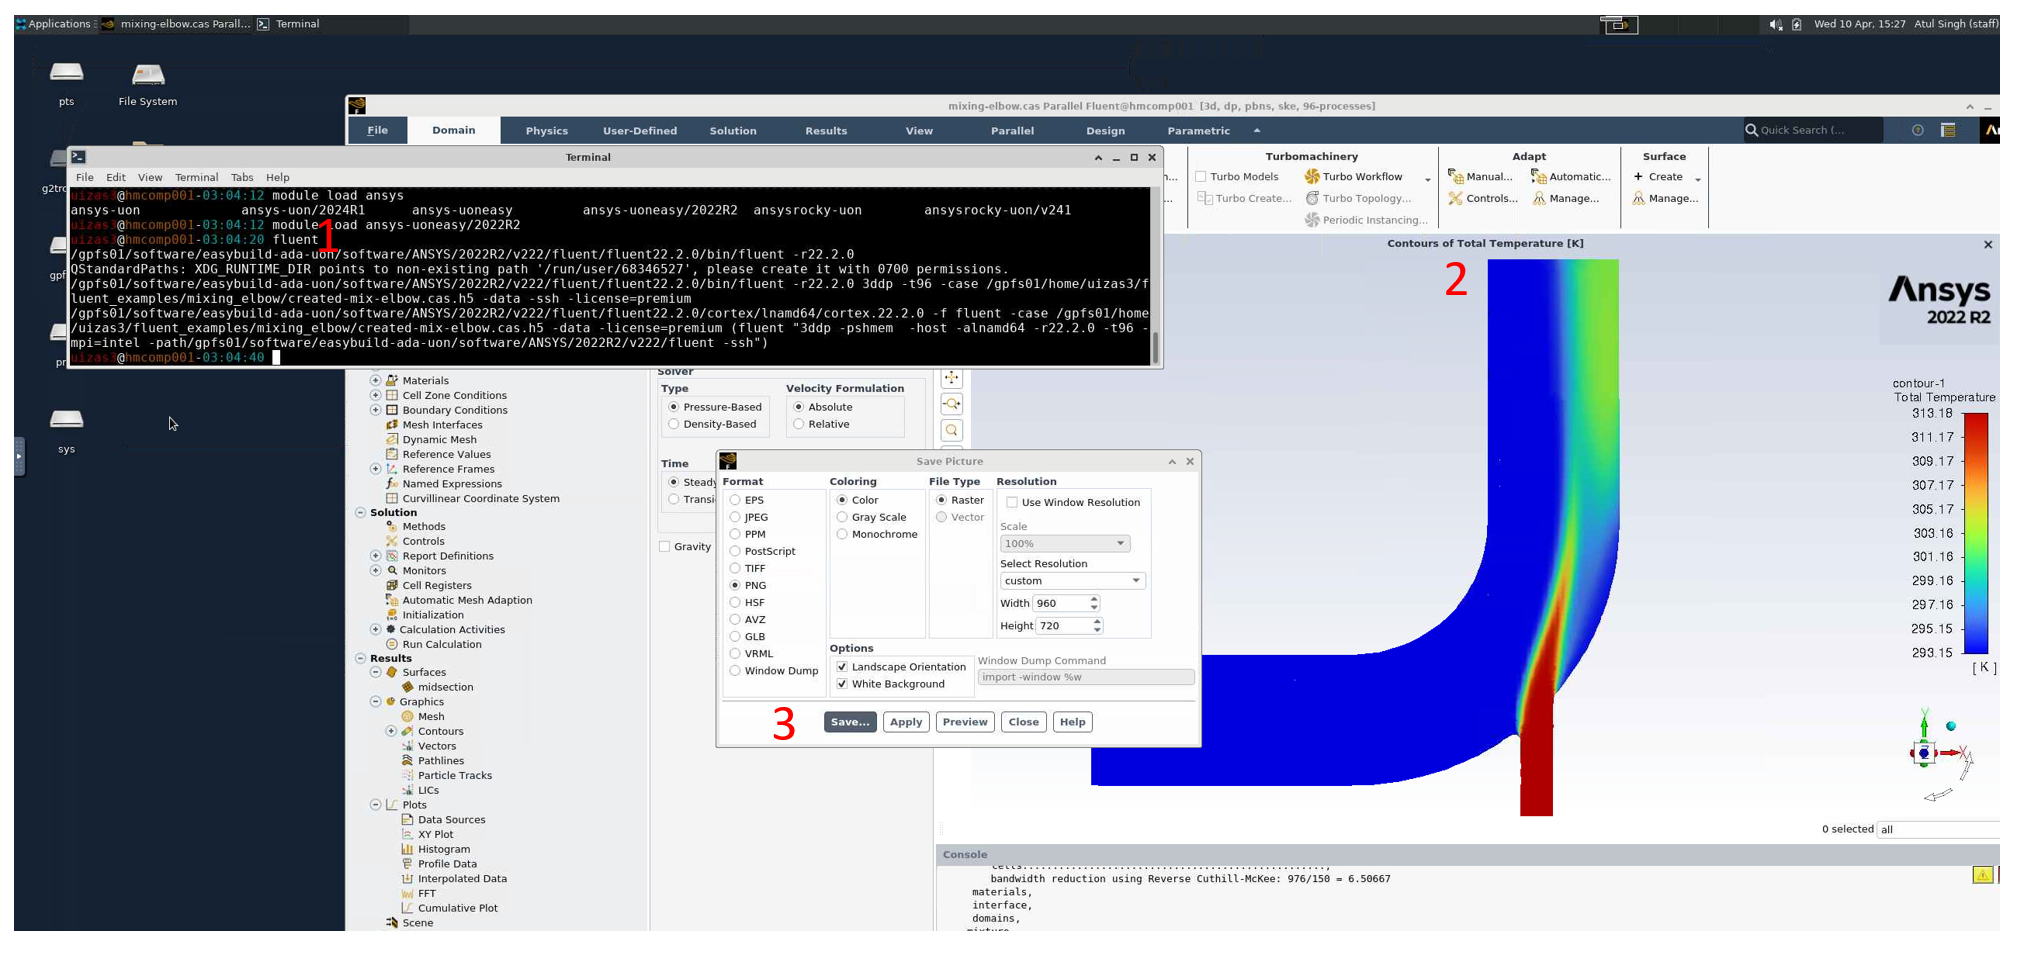 Applications
mixing-elbow.cas Parall...
Terminal
Wed 10 Apr, 15:27
Atul Singh (staff)
pts
File System
sys
mixing-elbow.cas Parallel Fluent@hmcomp001 [3d, dp, pbns, ske, 96-processes]
File
Domain
Physics
User-Defined
Solution
Results
View
Parallel
Design
Parametric
Quick Search (...
Terminal
File Edit View Terminal Tabs Help
uizas3@hmcomp001-03:04:12 module load ansys
ansys-uon ansys-uon/2024R1 ansys-uoneasy ansys-uoneasy/2022R2 ansysrocky-uon ansysrocky-uon/v241
uizas3@hmcomp001-03:04:12 module load ansys-uoneasy/2022R2
uizas3@hmcomp001-03:04:20 fluent
/gpfs01/software/easybuild-ada-uon/software/ANSYS/2022R2/v222/fluent/fluent22.2.0/bin/fluent -r22.2.0
QStandardPaths: XDG_RUNTIME_DIR points to non-existing path '/run/user/68346527', please create it with 0700 permissions.
/gpfs01/software/easybuild-ada-uon/software/ANSYS/2022R2/v222/fluent/fluent22.2.0/bin/fluent -r22.2.0 3ddp -t96 -case /gpfs01/home/uizas3/f
luent_examples/mixing_elbow/created-mix-elbow.cas.h5 -data -ssh -license=premium
/gpfs01/software/easybuild-ada-uon/software/ANSYS/2022R2/v222/fluent/fluent22.2.0/cortex/lnamd64/cortex.22.2.0 -f fluent -case /gpfs01/home
/uizas3/fluent_examples/mixing_elbow/created-mix-elbow.cas.h5 -data -license=premium (fluent "3ddp -pshmem  -host -alnamd64 -r22.2.0 -t96 -
mpi=intel -path/gpfs01/software/easybuild-ada-uon/software/ANSYS/2022R2/v222/fluent -ssh")
uizas3@hmcomp001-03:04:40
1
Turbomachinery
Turbo Models
Turbo Workflow
Turbo Create...
Turbo Topology...
Periodic Instancing...
Adapt
Manual...
Automatic...
Controls...
Manage...
Surface
+ Create
Manage...
Materials
Cell Zone Conditions
Boundary Conditions
Mesh Interfaces
Dynamic Mesh
Reference Values
Reference Frames
Named Expressions
Curvillinear Coordinate System
Solution
Methods
Controls
Report Definitions
Monitors
Cell Registers
Automatic Mesh Adaption
Initialization
Calculation Activities
Run Calculation
Results
Surfaces
midsection
Graphics
Mesh
Contours
Vectors
Pathlines
Particle Tracks
LICs
Plots
Data Sources
XY Plot
Histogram
Profile Data
Interpolated Data
FFT
Cumulative Plot
Scene
Solver
Type
Pressure-Based
Density-Based
Velocity Formulation
Absolute
Relative
Time
Steady
Gravity
Save Picture
Format
EPS
JPEG
PPM
PostScript
TIFF
PNG
HSF
AVZ
GLB
VRML
Window Dump
Coloring
Color
Gray Scale
Monochrome
File Type
Raster
Vector
Resolution
Use Window Resolution
Scale
100%
Select Resolution
custom
Width 960
Height 720
Options
Landscape Orientation
White Background
Window Dump Command
import -window %w
3
Save...
Apply
Preview
Close
Help
Contours of Total Temperature [K]
2
Ansys
2022 R2
contour-1
Total Temperature
313.18
311.17
309.17
307.17
305.17
303.16
301.16
299.16
297.16
295.15
293.15
[ K ]
Y
Z
X
0 selected all
Console
bandwidth reduction using Reverse Cuthill-McKee: 976/150 = 6.50667
materials,
interface,
domains,